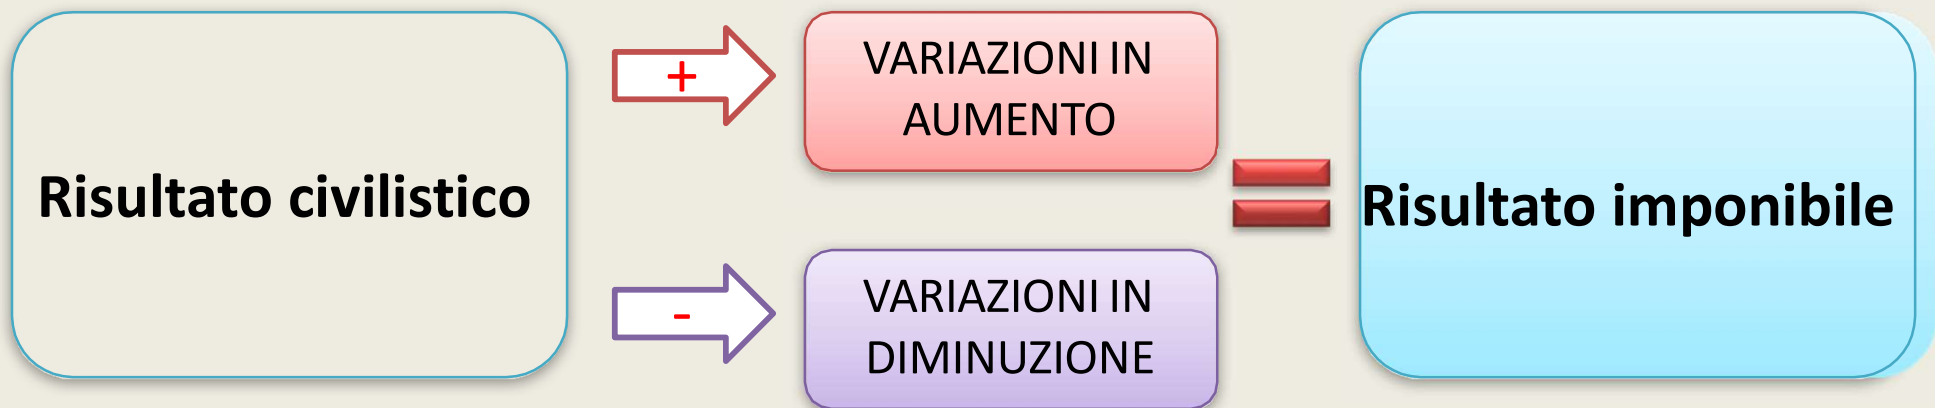 Risultato civilistico
+
VARIAZIONI IN
AUMENTO
-
VARIAZIONI IN
DIMINUZIONE
=
Risultato imponibile